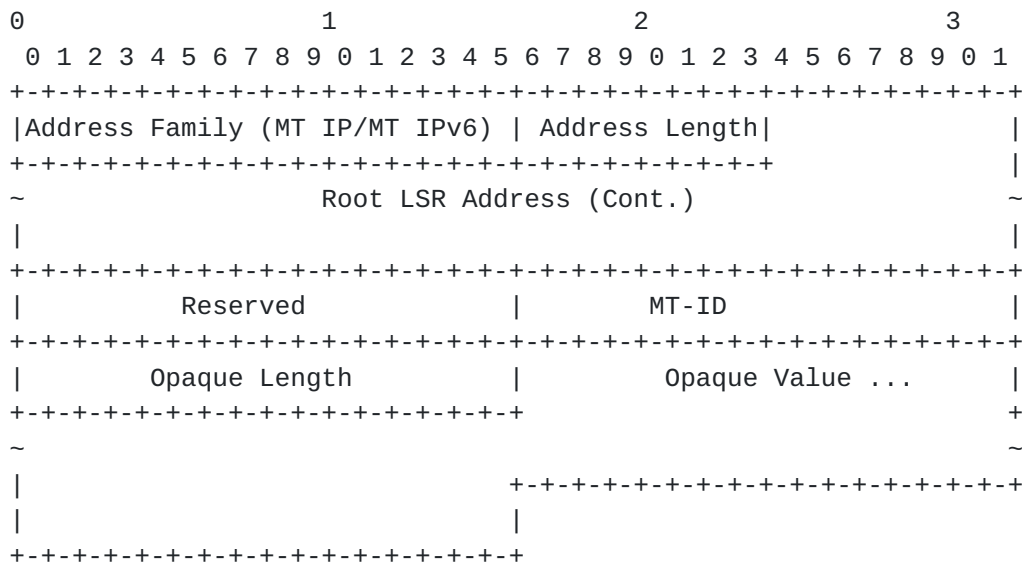 0                   1                   2                   3
 0 1 2 3 4 5 6 7 8 9 0 1 2 3 4 5 6 7 8 9 0 1 2 3 4 5 6 7 8 9 0 1
+-+-+-+-+-+-+-+-+-+-+-+-+-+-+-+-+-+-+-+-+-+-+-+-+-+-+-+-+-+-+-+-+
|Address Family (MT IP/MT IPv6) | Address Length|               |
+-+-+-+-+-+-+-+-+-+-+-+-+-+-+-+-+-+-+-+-+-+-+-+-+               |
~                   Root LSR Address (Cont.)                    ~
|                                                               |
+-+-+-+-+-+-+-+-+-+-+-+-+-+-+-+-+-+-+-+-+-+-+-+-+-+-+-+-+-+-+-+-+
|          Reserved             |        MT-ID                  |
+-+-+-+-+-+-+-+-+-+-+-+-+-+-+-+-+-+-+-+-+-+-+-+-+-+-+-+-+-+-+-+-+
|        Opaque Length          |         Opaque Value ...      |
+-+-+-+-+-+-+-+-+-+-+-+-+-+-+-+-+                               +
~                                                               ~
|                               +-+-+-+-+-+-+-+-+-+-+-+-+-+-+-+-+
|                               |
+-+-+-+-+-+-+-+-+-+-+-+-+-+-+-+-+